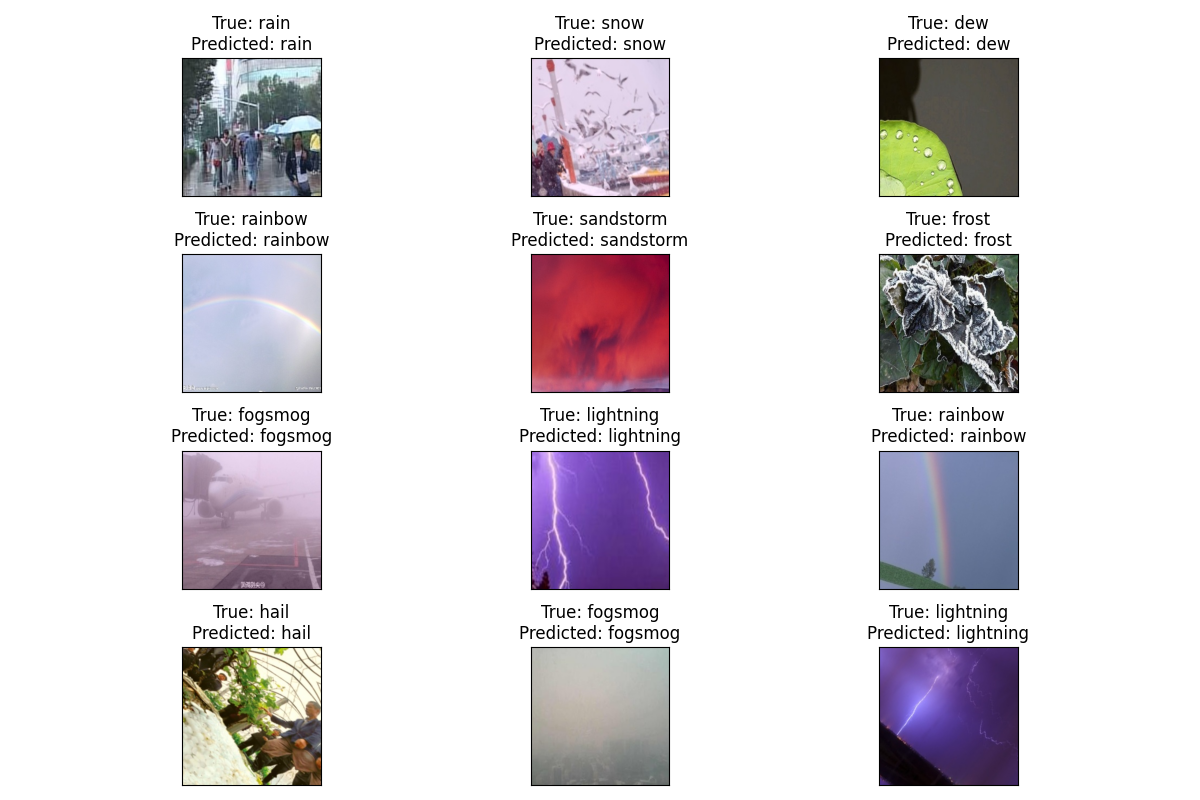 True: rain
Predicted: rain
True: snow
Predicted: snow
True: dew
Predicted: dew
True: rainbow
Predicted: rainbow
True: sandstorm
Predicted: sandstorm
True: frost
Predicted: frost
True: fogsmog
Predicted: fogsmog
True: lightning
Predicted: lightning
True: rainbow
Predicted: rainbow
True: hail
Predicted: hail
True: fogsmog
Predicted: fogsmog
True: lightning
Predicted: lightning